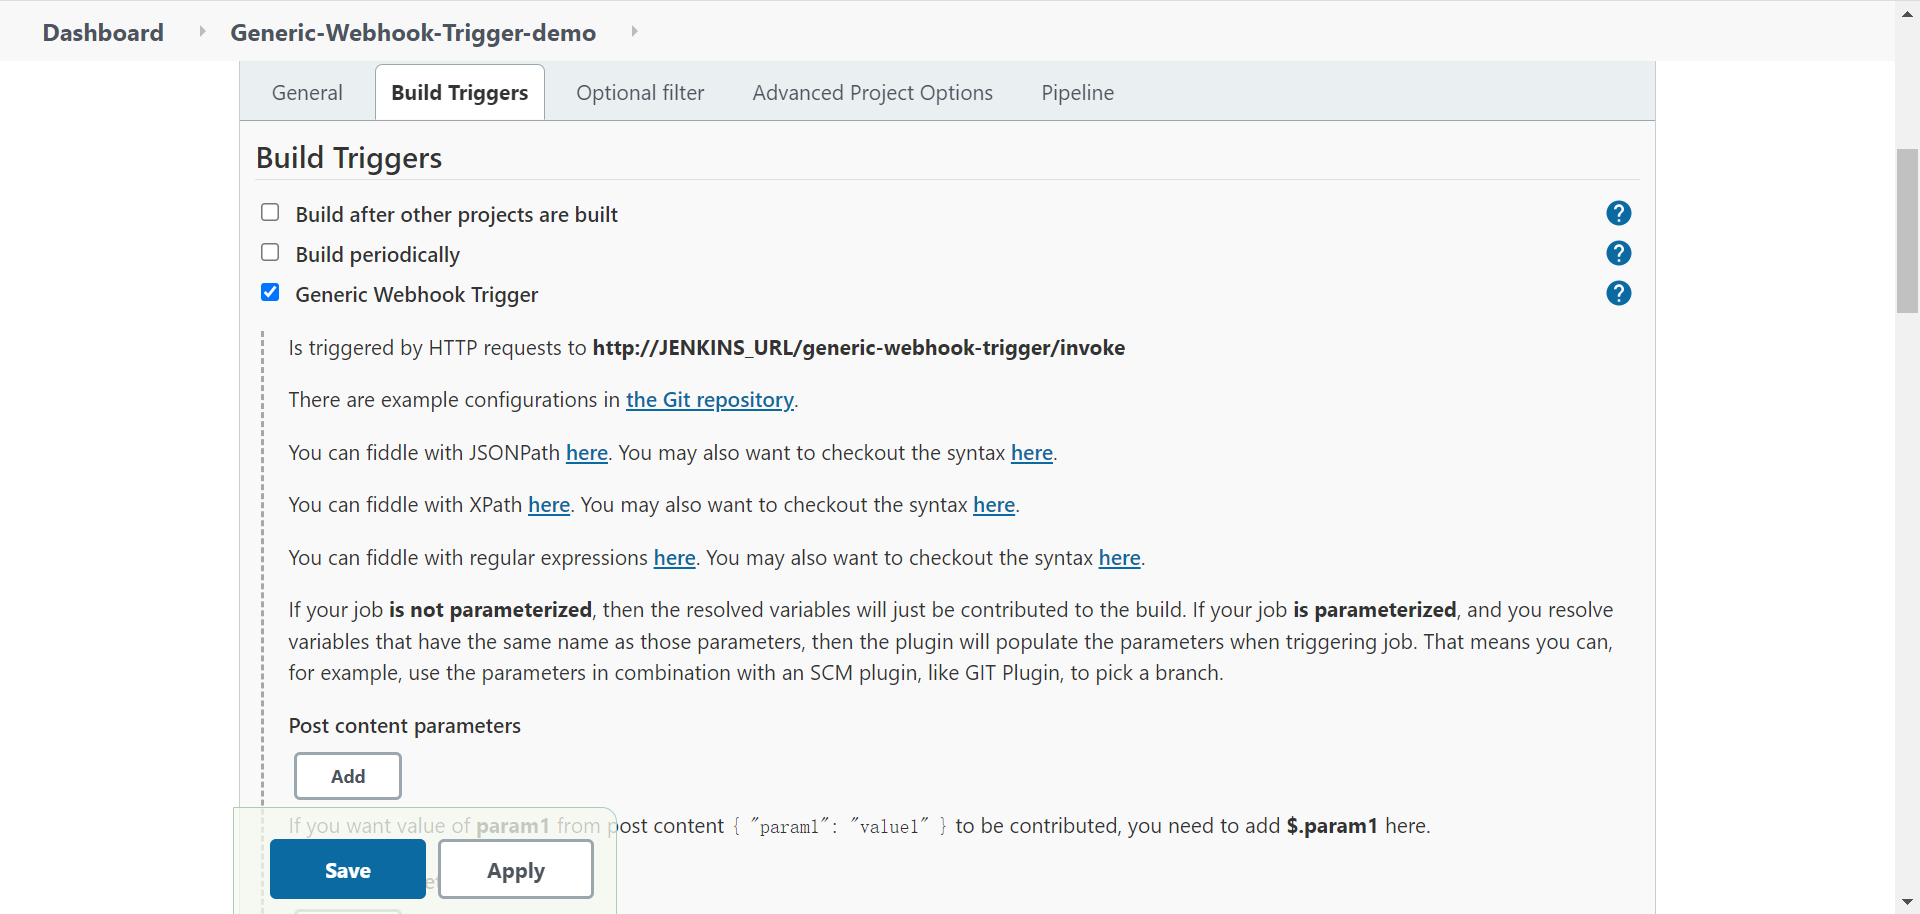 Dashboard Generic-Webhook-Trigger-demo
General Build Triggers Optional filter Advanced Project Options Pipeline
Build Triggers
Build after other projects are built ?
Build periodically ?
Generic Webhook Trigger ?
Is triggered by HTTP requests to http://JENKINS_URL/generic-webhook-trigger/invoke
There are example configurations in the Git repository.
You can fiddle with JSONPath here. You may also want to checkout the syntax here.
You can fiddle with XPath here. You may also want to checkout the syntax here.
You can fiddle with regular expressions here. You may also want to checkout the syntax here.
If your job is not parameterized, then the resolved variables will just be contributed to the build. If your job is parameterized, and you resolve
variables that have the same name as those parameters, then the plugin will populate the parameters when triggering job. That means you can,
for example, use the parameters in combination with an SCM plugin, like GIT Plugin, to pick a branch.
Post content parameters
Add
If you want value of param1 from post content { "param1": "value1" } to be contributed, you need to add $.param1 here.
Save Apply